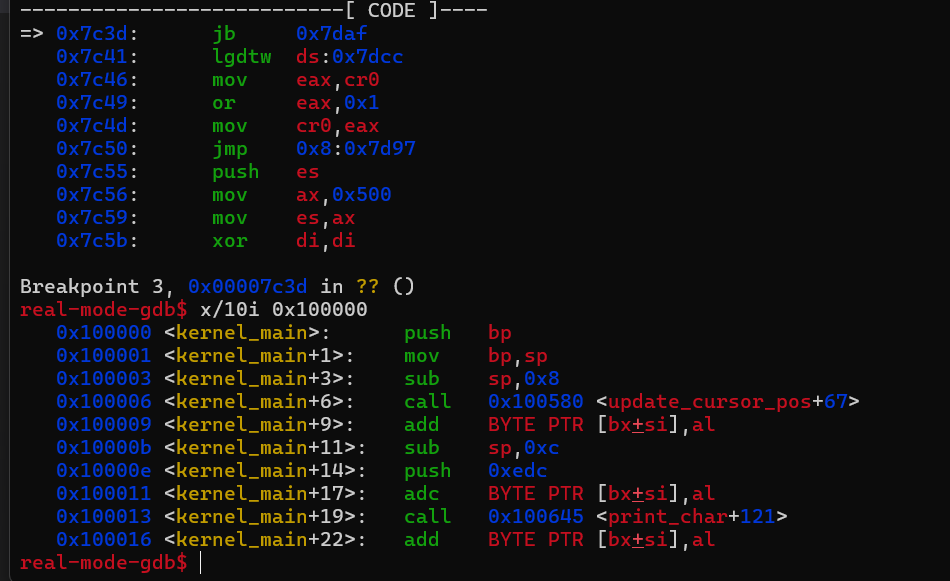 ---------------------------[ CODE ]----
=> 0x7c3d:      jb     0x7daf
   0x7c41:      lgdtw  ds:0x7dcc
   0x7c46:      mov    eax,cr0
   0x7c49:      or     eax,0x1
   0x7c4d:      mov    cr0,eax
   0x7c50:      jmp    0x8:0x7d97
   0x7c55:      push   es
   0x7c56:      mov    ax,0x500
   0x7c59:      mov    es,ax
   0x7c5b:      xor    di,di
Breakpoint 3, 0x00007c3d in ?? ()
real-mode-gdb$ x/10i 0x100000
   0x100000 <kernel_main>:      push   bp
   0x100001 <kernel_main+1>:    mov    bp,sp
   0x100003 <kernel_main+3>:    sub    sp,0x8
   0x100006 <kernel_main+6>:    call   0x100580 <update_cursor_pos+67>
   0x100009 <kernel_main+9>:    add    BYTE PTR [bx+si],al
   0x10000b <kernel_main+11>:   sub    sp,0xc
   0x10000e <kernel_main+14>:   push   0xedc
   0x100011 <kernel_main+17>:   adc    BYTE PTR [bx+si],al
   0x100013 <kernel_main+19>:   call   0x100645 <print_char+121>
   0x100016 <kernel_main+22>:   add    BYTE PTR [bx+si],al
real-mode-gdb$